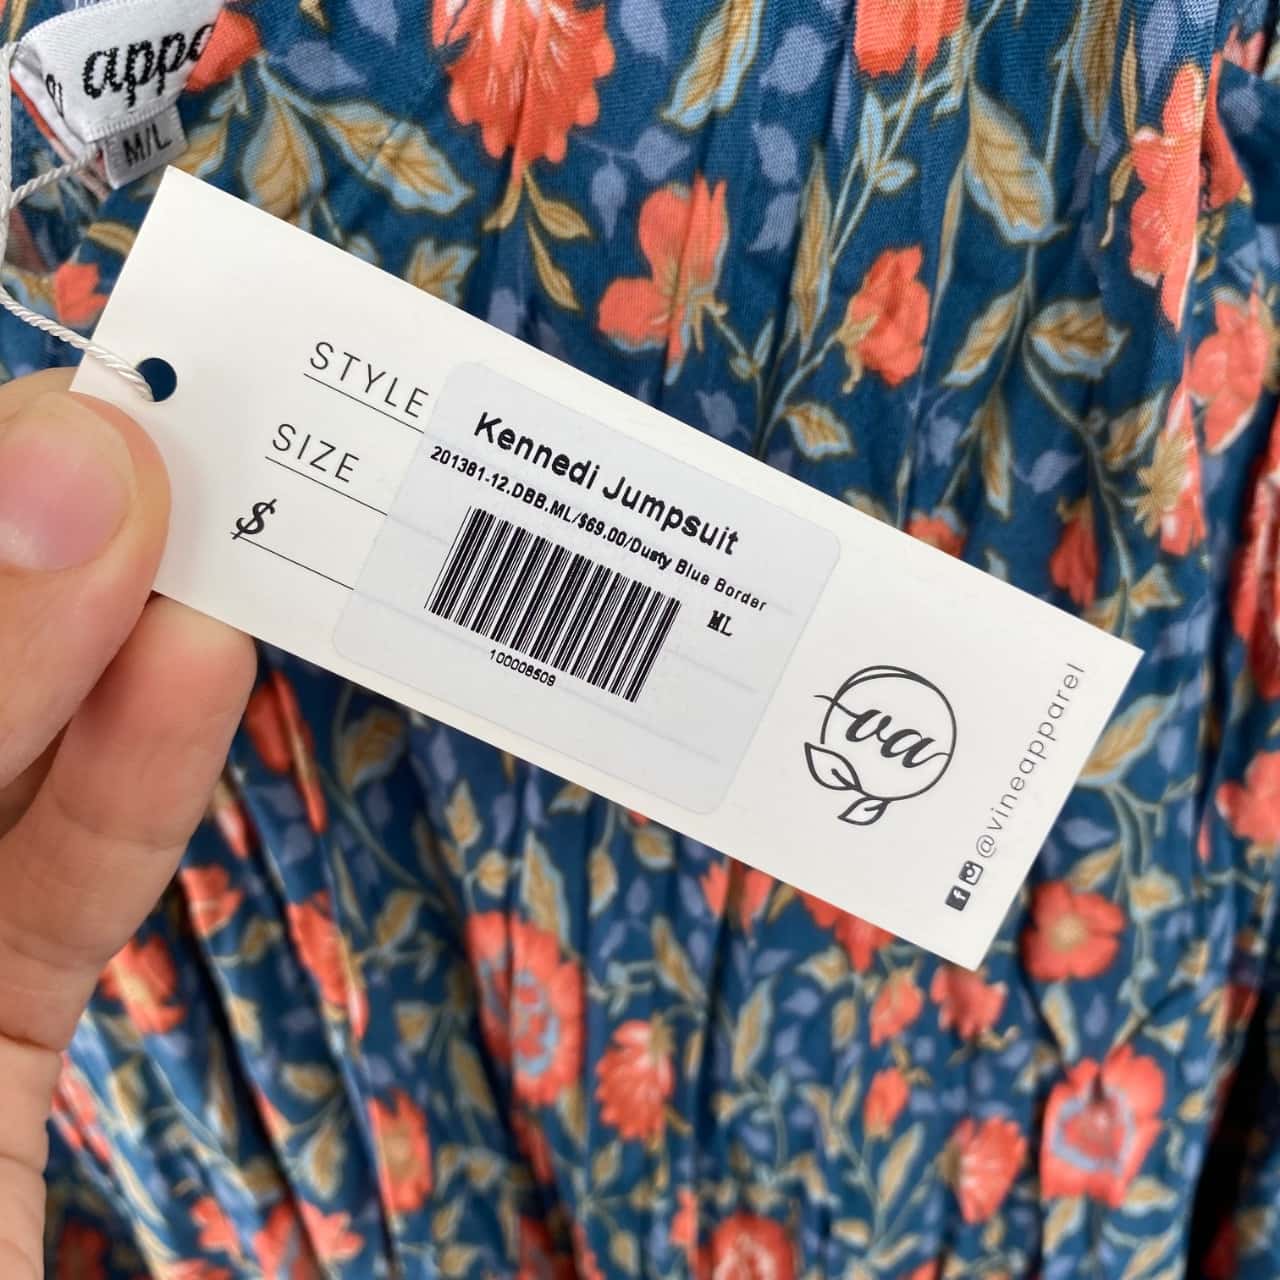 appa
M/L
STYLE
SIZE
$
Kennedi Jumpsuit
201381-12.DBB.ML/$69.00/Dusty Blue Border
ML
100008509
va
@vineapparel